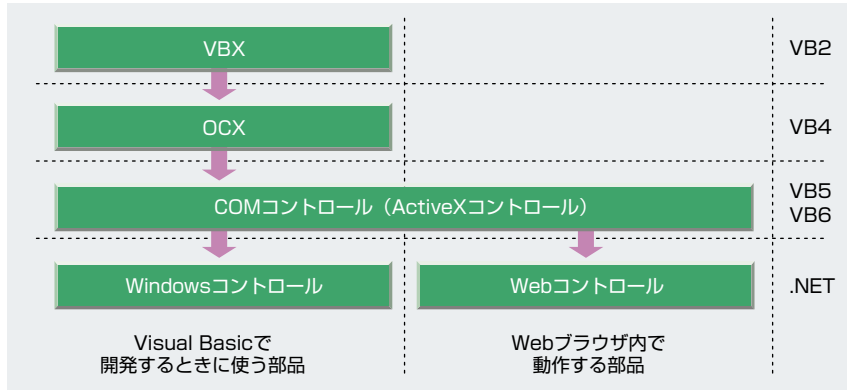 VBX
VB2
OCX
VB4
COMコントロール（ActiveXコントロール）
VB5
VB6
Windowsコントロール
Webコントロール
.NET
Visual Basicで
開発するときに使う部品
Webブラウザ内で
動作する部品